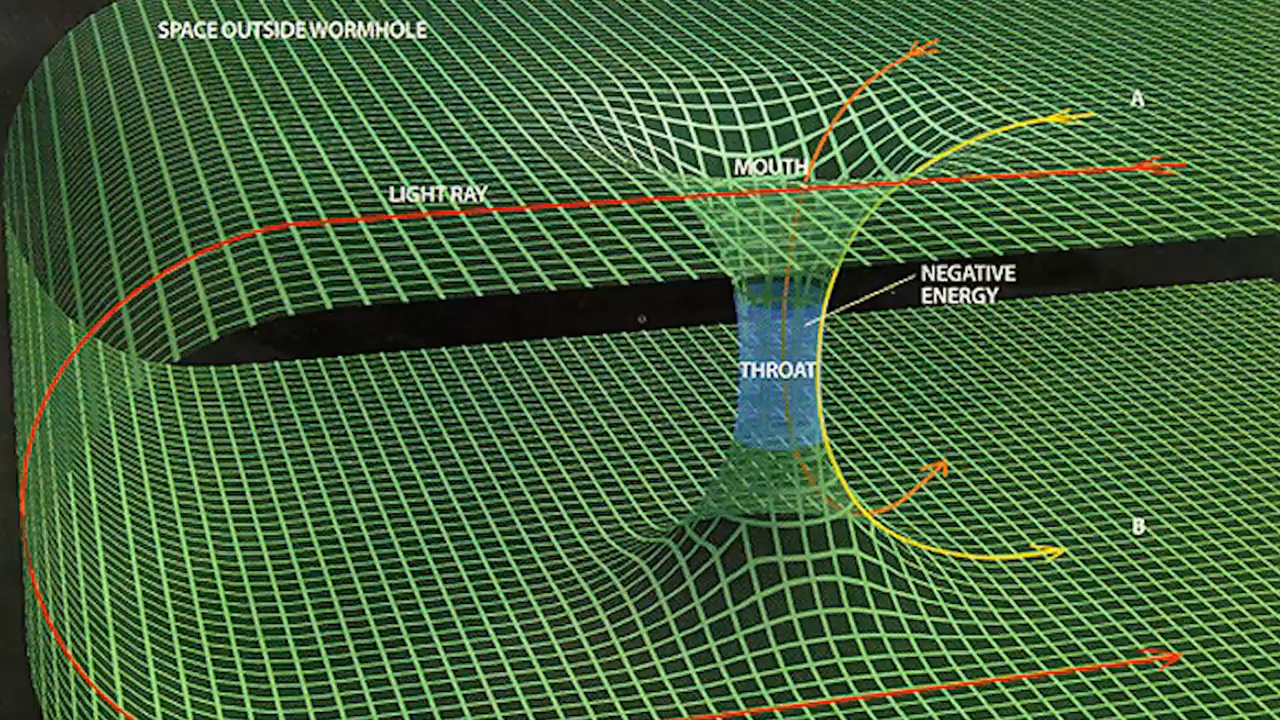 SPACE OUTSIDE WORMHOLE
A
MOUTH
LIGHT RAY
NEGATIVE
ENERGY
THROAT
B